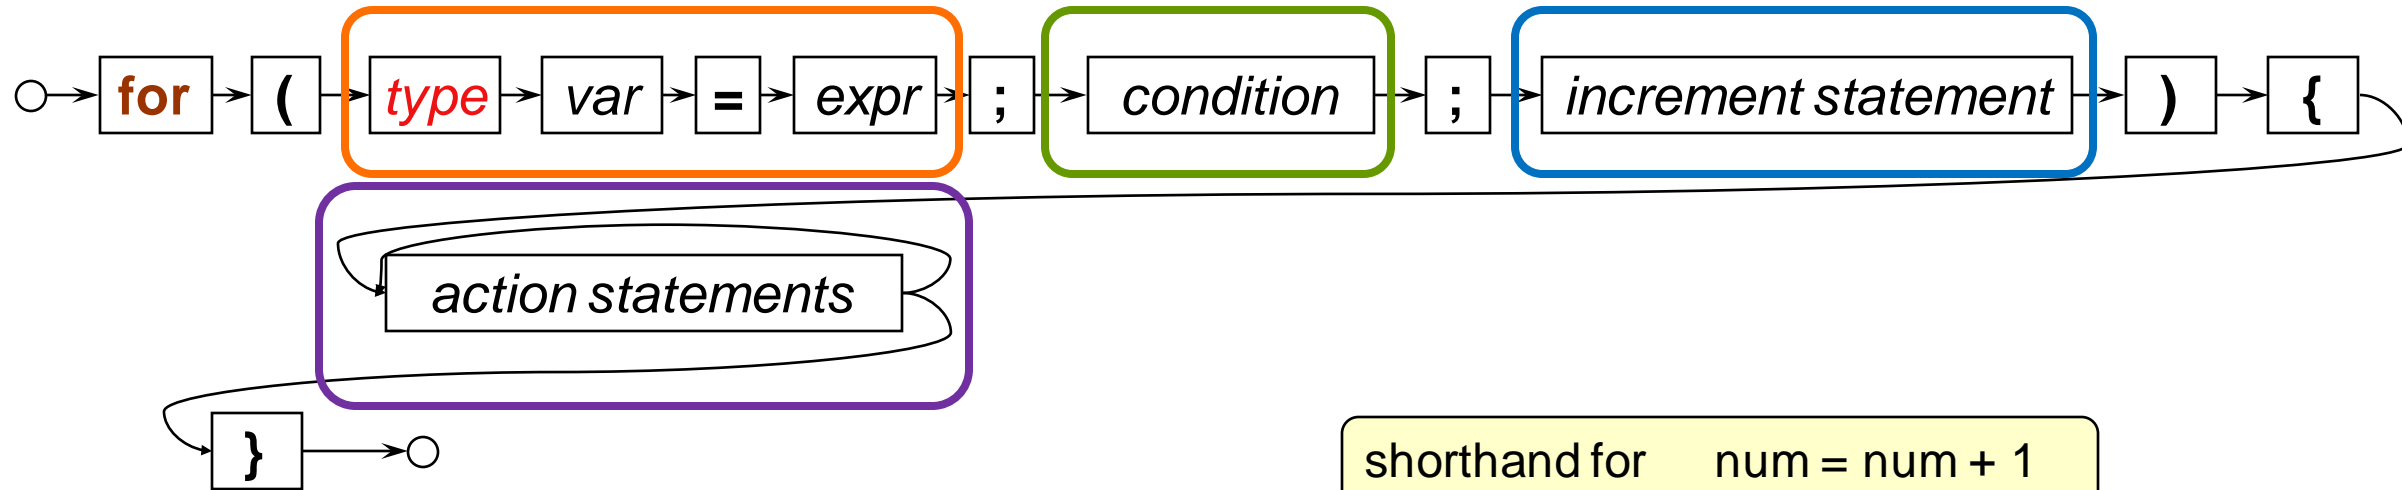 for ( type var = expr ; condition ; increment statement ) {
action statements
}
shorthand for num = num + 1